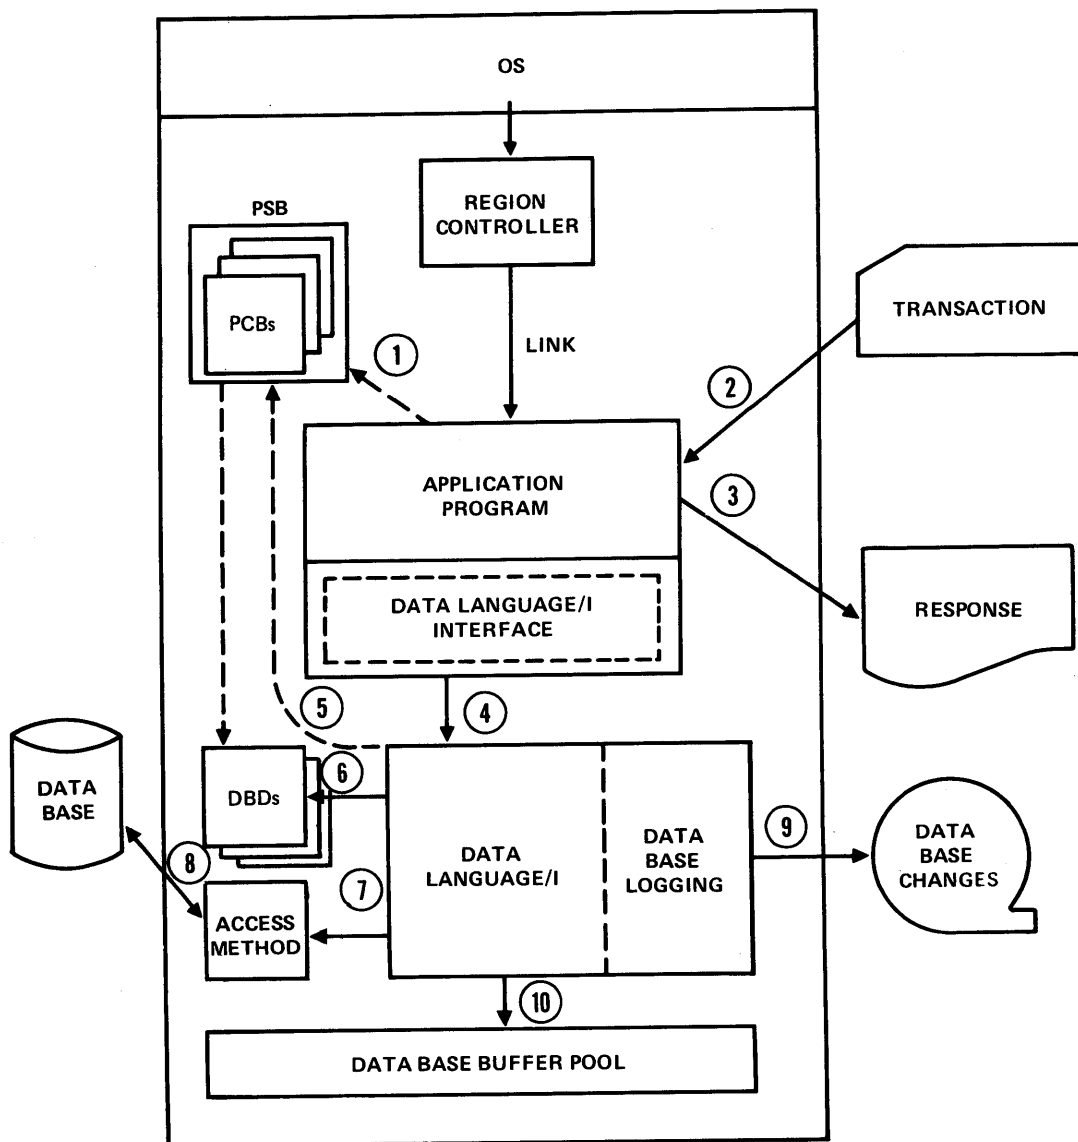 OS
REGION
CONTROLLER
PSB
PCBs
TRANSACTION
LINK
1
2
APPLICATION
PROGRAM
3
DATA LANGUAGE/I
INTERFACE
RESPONSE
5
4
DATA
BASE
6
DBDs
DATA
LANGUAGE/I
DATA
BASE
LOGGING
9
DATA
BASE
CHANGES
8
7
ACCESS
METHOD
10
DATA BASE BUFFER POOL